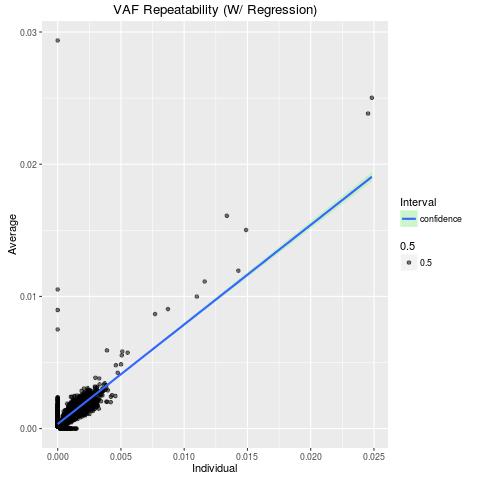 VAF Repeatability (W/ Regression)
0.03
0.02
0.01
0.00
Average
0.000 0.005 0.010 0.015 0.020 0.025
Individual
Interval
confidence
0.5
0.5